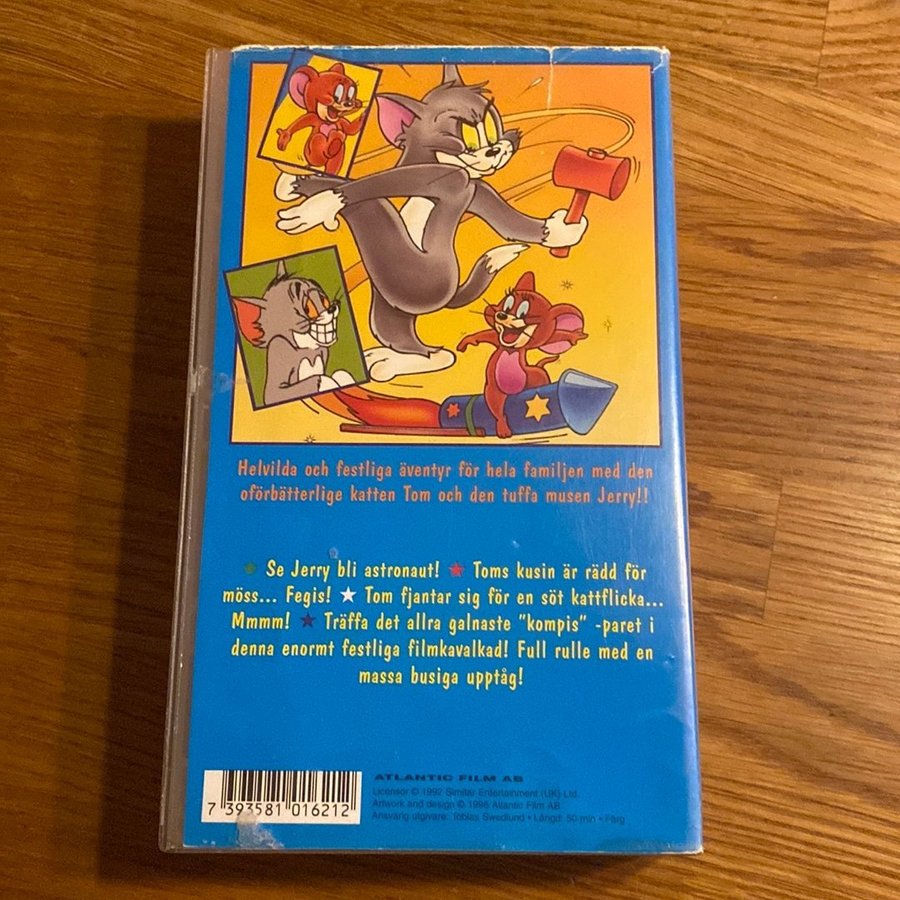 Helvilda och festliga äventyr för hela familjen med den
oförbätterlige katten Tom och den tuffa musen Jerry!!
Se Jerry bli astronaut! Toms kusin är rädd för
möss... Fegis! Tom fjantar sig för en söt kattflicka...
Mmmm! Träffa det allra galnaste "kompis" -paret i
denna enormt festliga filmkavalkad! Full rulle med en
massa busiga upptåg!
7 393581 016212
ATLANTIC FILM AB
Licensor © 1992 Similar Entertainment (UK) Ltd.
Artwork and design © 1996 Atlantic Film AB
Ansvarig utgivare: Tobias Swedlund • Längd: 50 min • Färg